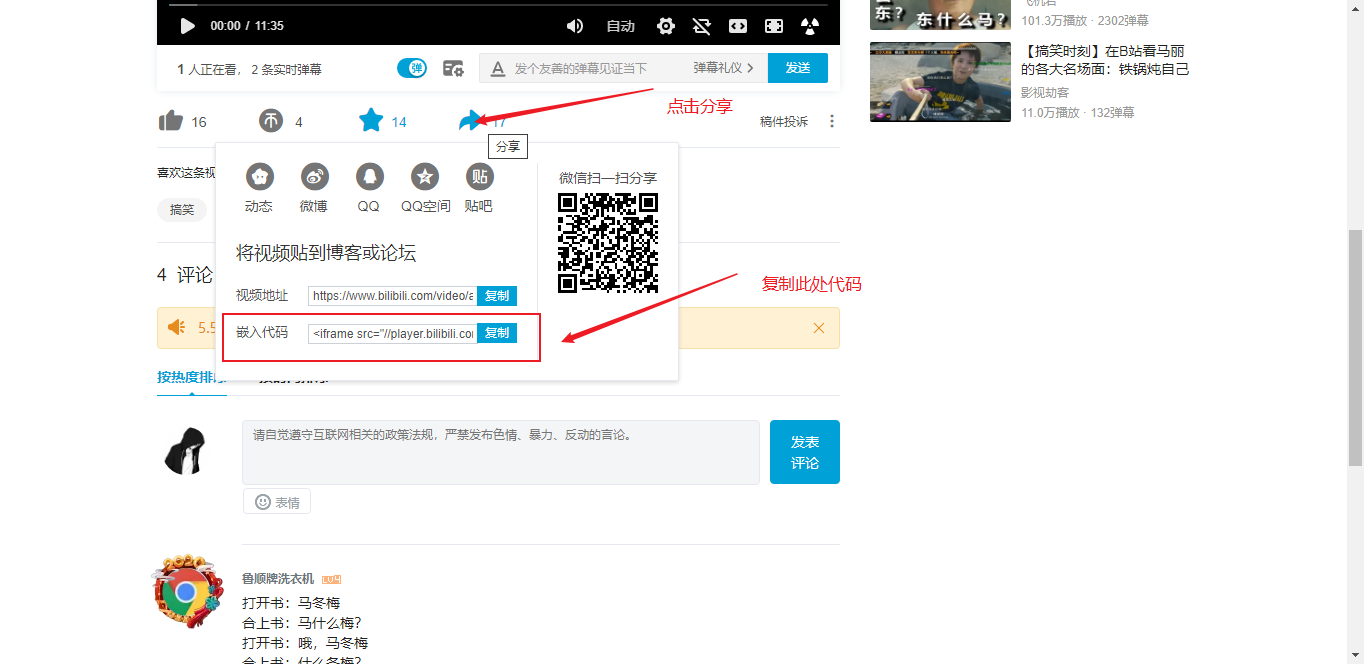 00:00 / 11:35
自动
1 人正在看， 2 条实时弹幕
弹
发个友善的弹幕见证当下
弹幕礼仪 >
发送
东？ 东什么马？
101.3万播放 · 2302弹幕
【搞笑时刻】在B站看马丽
的各大名场面：铁锅炖自己
影视劫客
11.0万播放 · 132弹幕
16
4
14
17
点击分享
稿件投诉
分享
喜欢这条视
搞笑
贴
动态
微博
QQ
QQ空间
贴吧
微信扫一扫分享
将视频贴到博客或论坛
4 评论
视频地址
https://www.bilibili.com/video/a
复制
复制此处代码
5.5
嵌入代码
<iframe src="//player.bilibili.co
复制
按热度排序
请自觉遵守互联网相关的政策法规，严禁发布色情、暴力、反动的言论。
发表
评论
表情
2020
鲁顺牌洗衣机 LV4
打开书：马冬梅
合上书：马什么梅？
打开书：哦，马冬梅
合上书：什么冬梅？